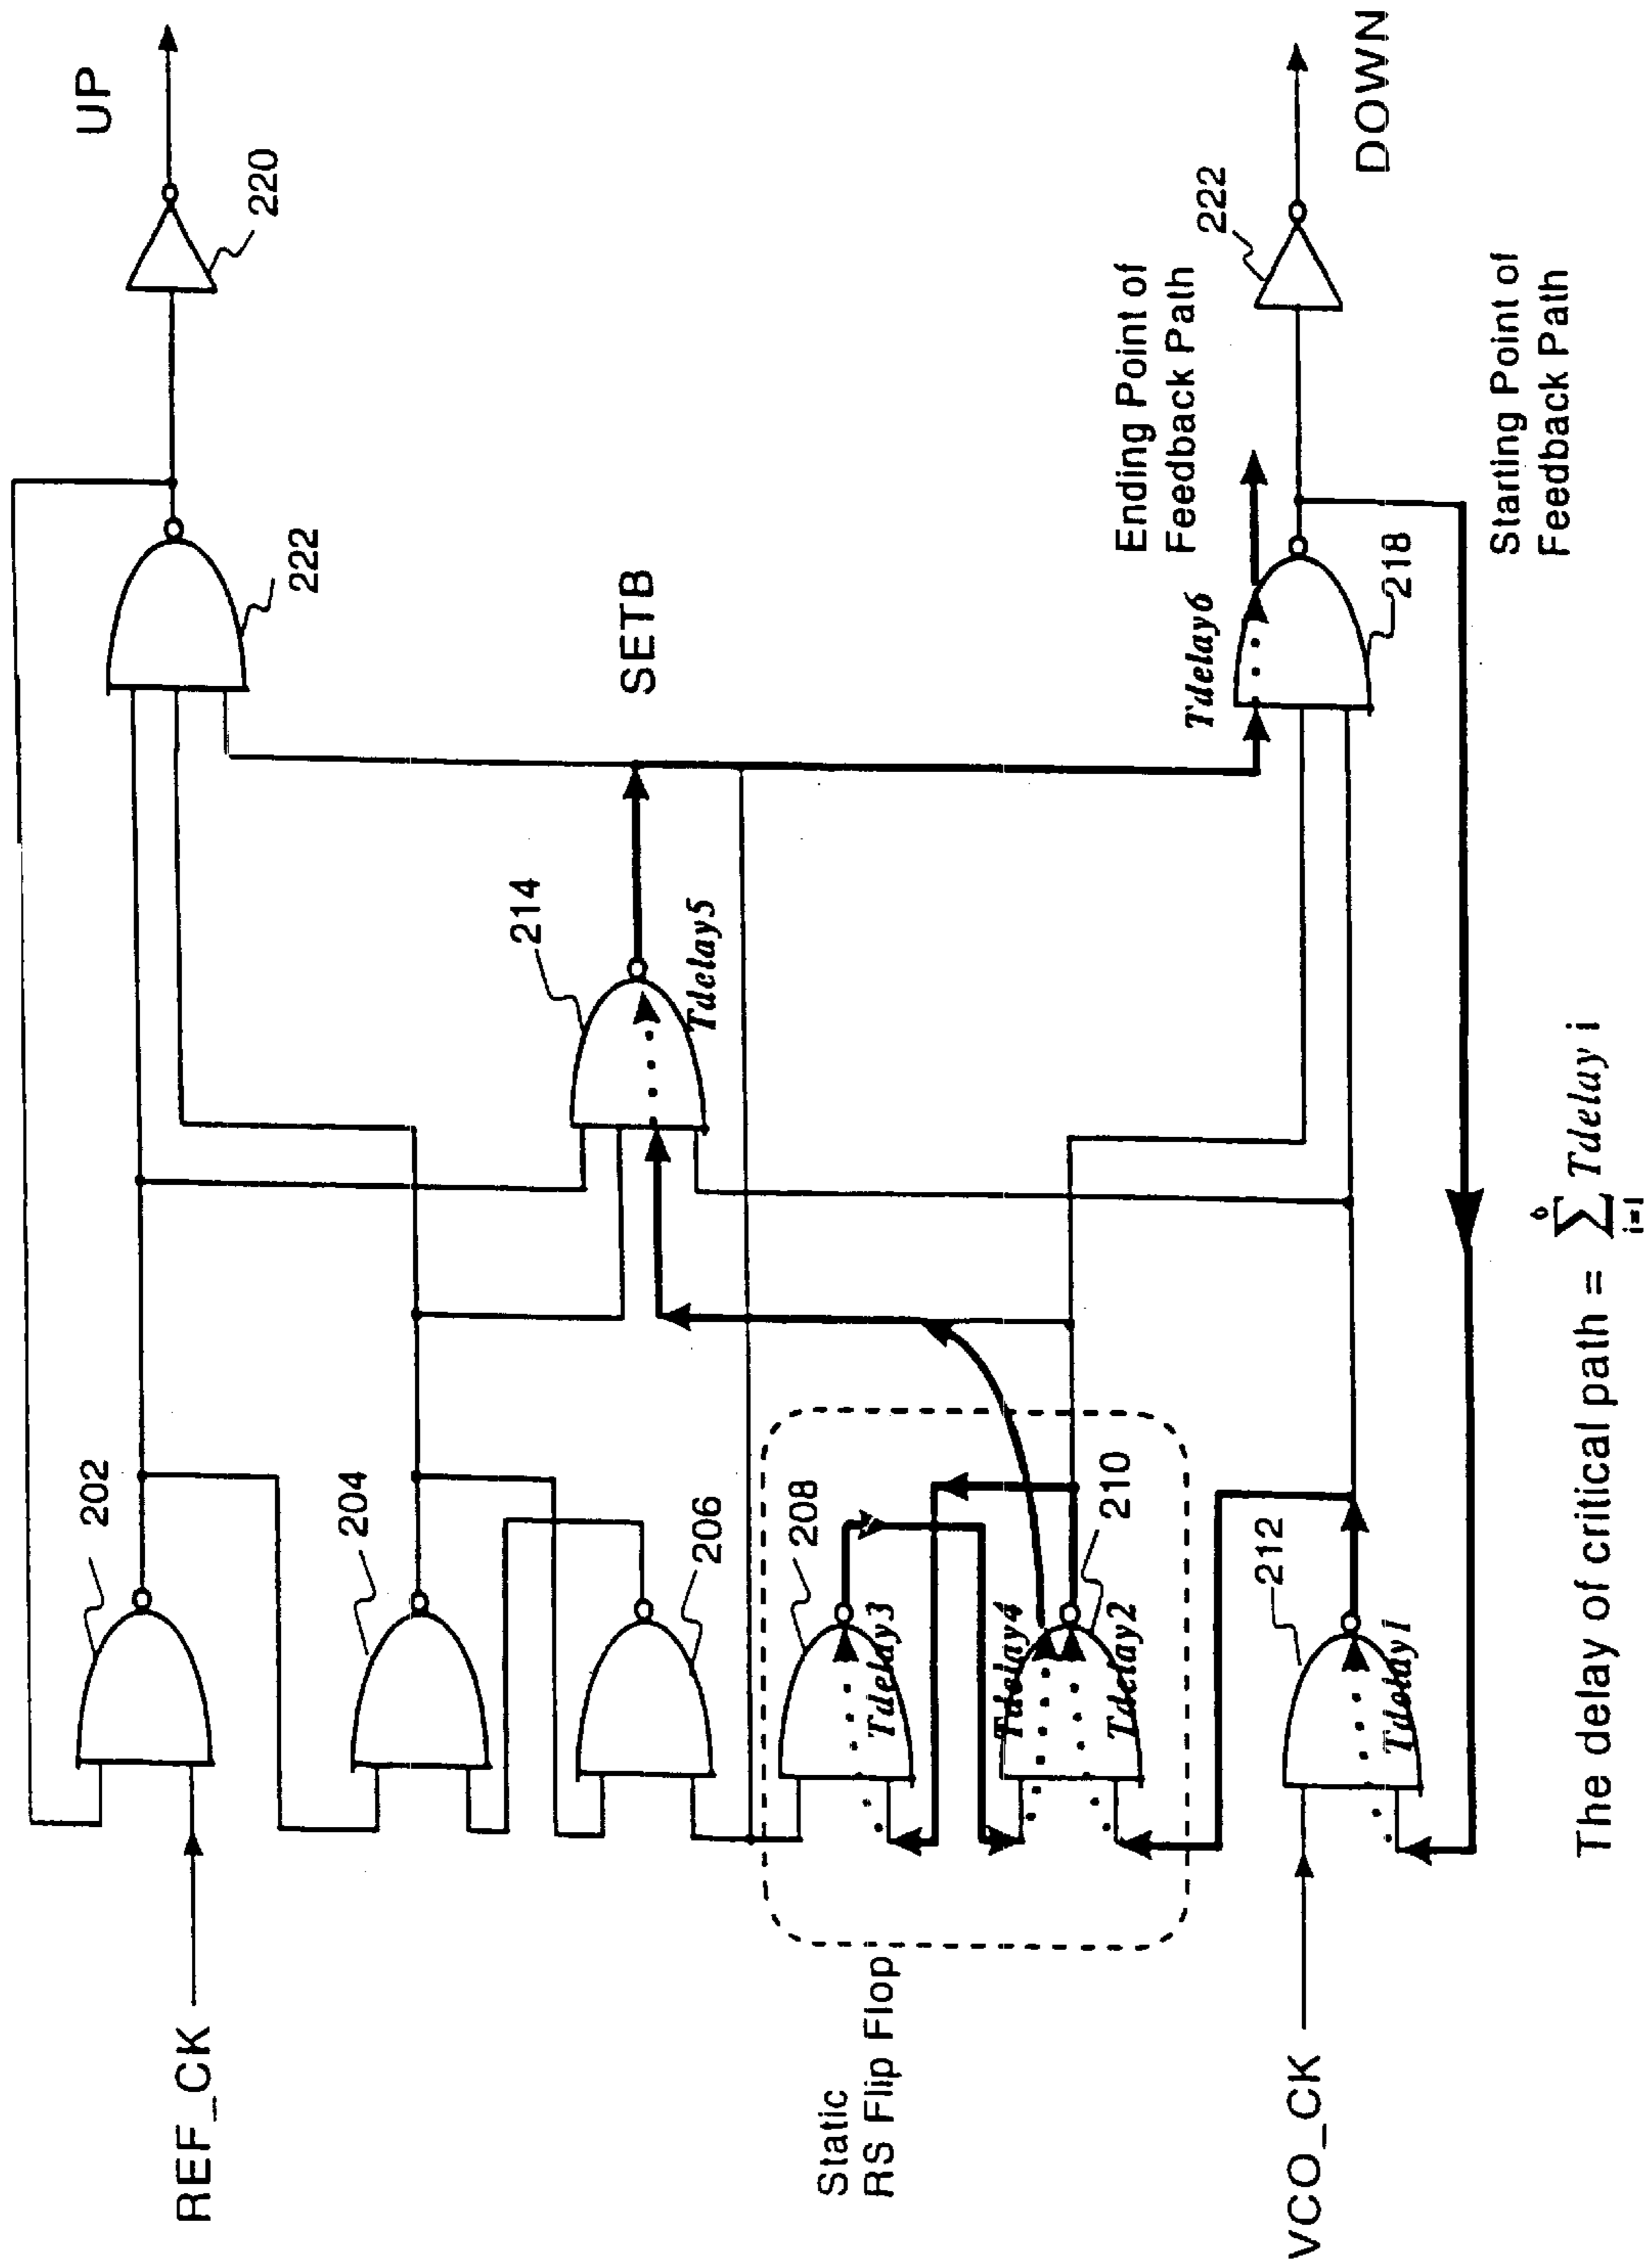 UP
220
222
202
REF_CK
204
206
214
Tdelay5
SETB
Static
RS Flip Flop
208
Tdelay3
Tdelay4
Tdelay2
210
212
Tdelay1
VCO_CK
Tdelay6
218
Ending Point of
Feedback Path
222
DOWN
Starting Point of
Feedback Path
The delay of critical path = 6∑i=1 Tdelay i